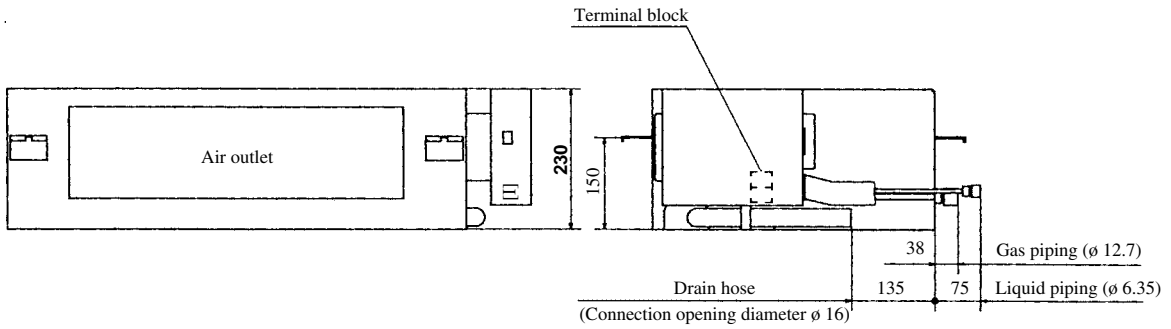 Terminal block
Air outlet
230
150
38
Gas piping (ø 12.7)
Drain hose
135
75
Liquid piping (ø 6.35)
(Connection opening diameter ø 16)